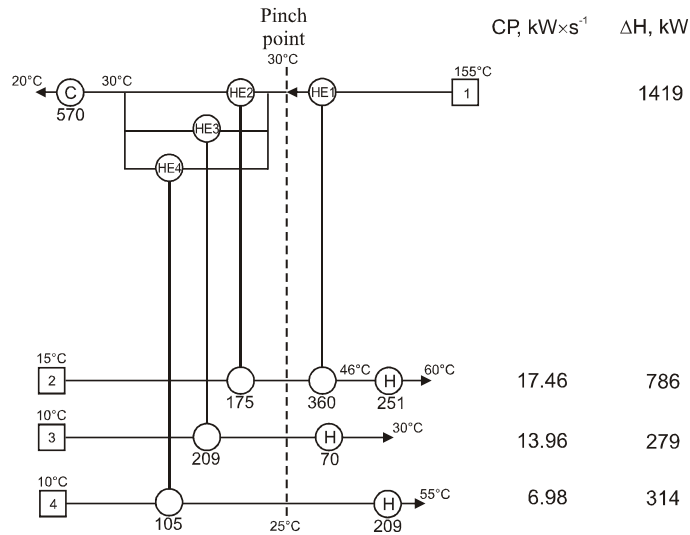 Pinch
point
CP, kW×s⁻¹ ΔH, kW
20°C 30°C 30°C 155°C
C HE2 HE1 1 1419
570
HE3
HE4
15°C 46°C 60°C
2 H 17.46 786
175 360 251
10°C 30°C
3 H 13.96 279
209 70
10°C 55°C
4 H 6.98 314
105 25°C 209